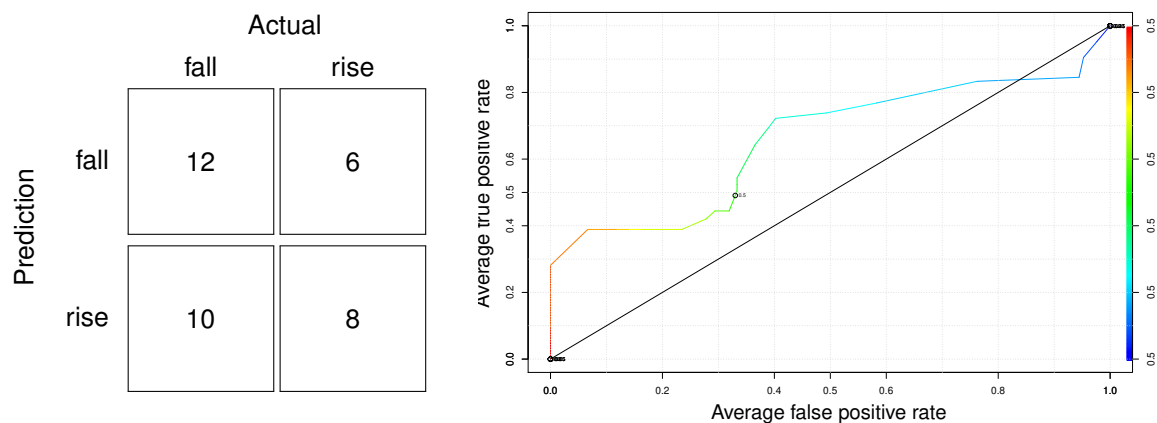 Actual
fall rise
Prediction
fall 12 6
rise 10 8
Average true positive rate
1.0
0.8
0.6
0.4
0.2
0.0
0.5
0.0 0.2 0.4 0.5 0.6 0.8 1.0
Average false positive rate
0.5
0.5
0.5
0.5
0.5
0.5